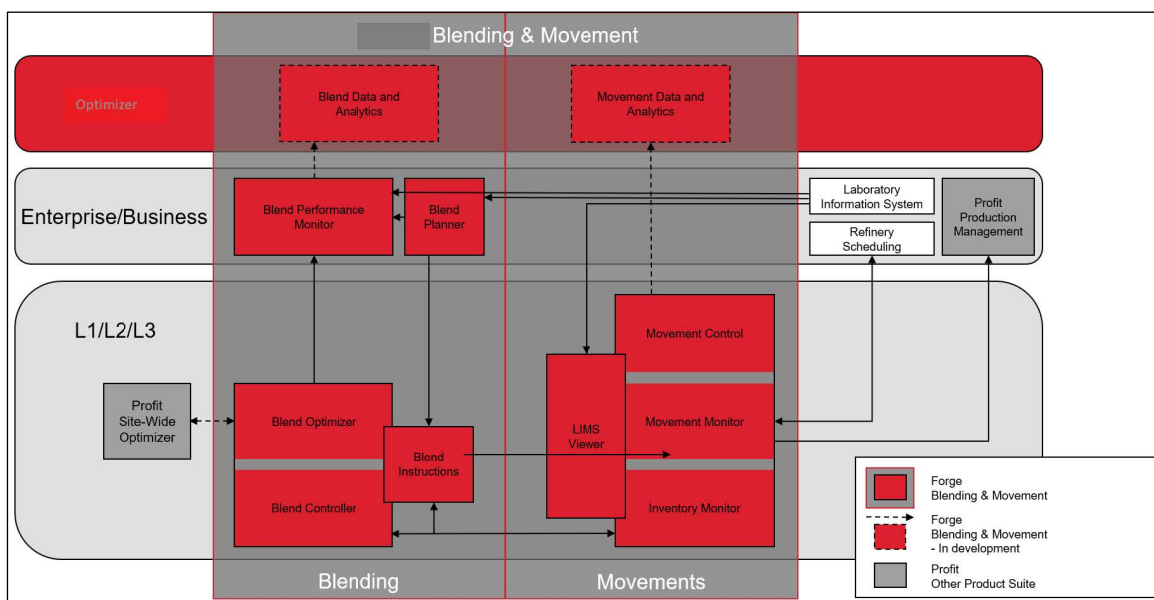 Blending & Movement
Optimizer
Blend Data and
Analytics
Movement Data and
Analytics
Enterprise/Business
Blend Performance
Monitor
Blend
Planner
Laboratory
Information System
Refinery
Scheduling
Profit
Production
Management
L1/L2/L3
Movement Control
Profit
Site-Wide
Optimizer
Blend Optimizer
LIMS
Viewer
Movement Monitor
Blond
Instructions
Blend Controller
Inventory Monitor
Forge
Blending & Movement
Forge
Blending & Movement
- In development
Profit
Other Product Suite
Blending
Movements